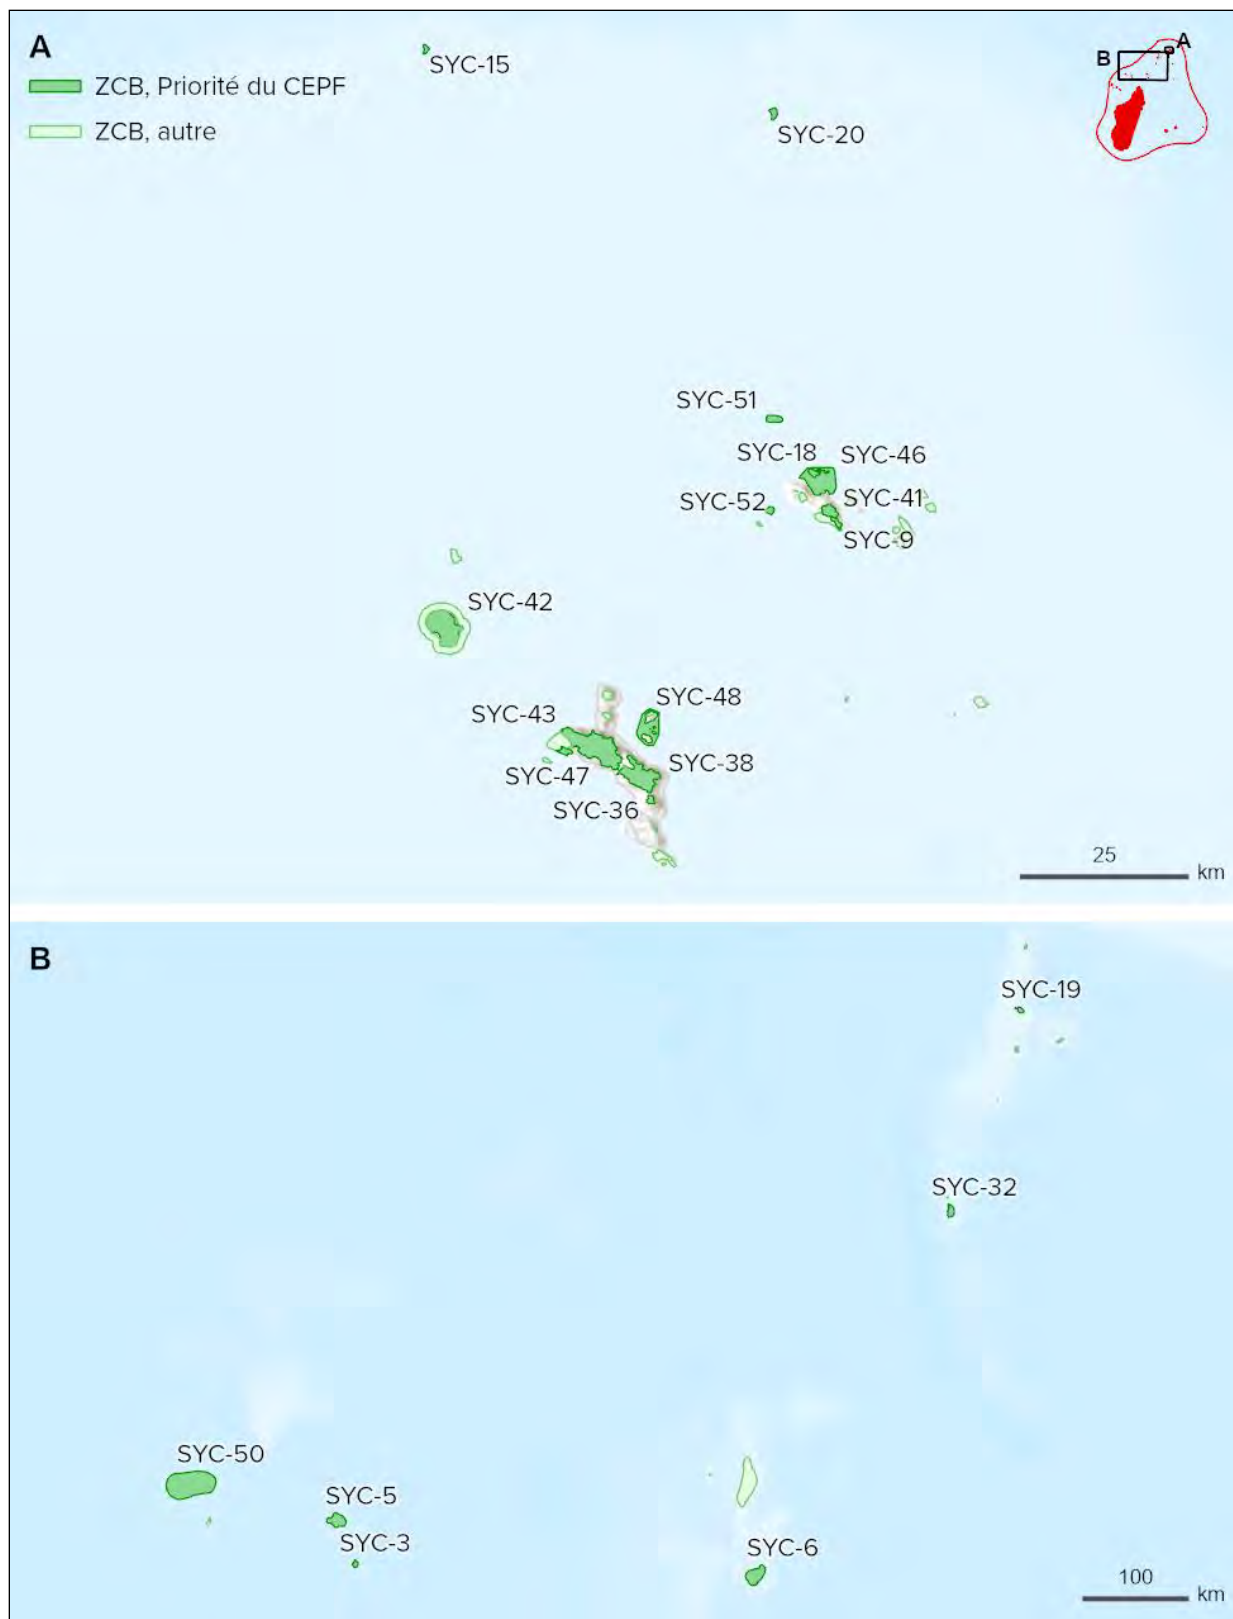 A
ZCB, Priorité du CEPF
ZCB, autre
A
B
SYC-15
SYC-20
SYC-51
SYC-18
SYC-46
SYC-52
SYC-41
SYC-9
SYC-42
SYC-48
SYC-43
SYC-38
SYC-47
SYC-36
25
km
B
SYC-19
SYC-32
SYC-50
SYC-5
SYC-3
SYC-6
100
km